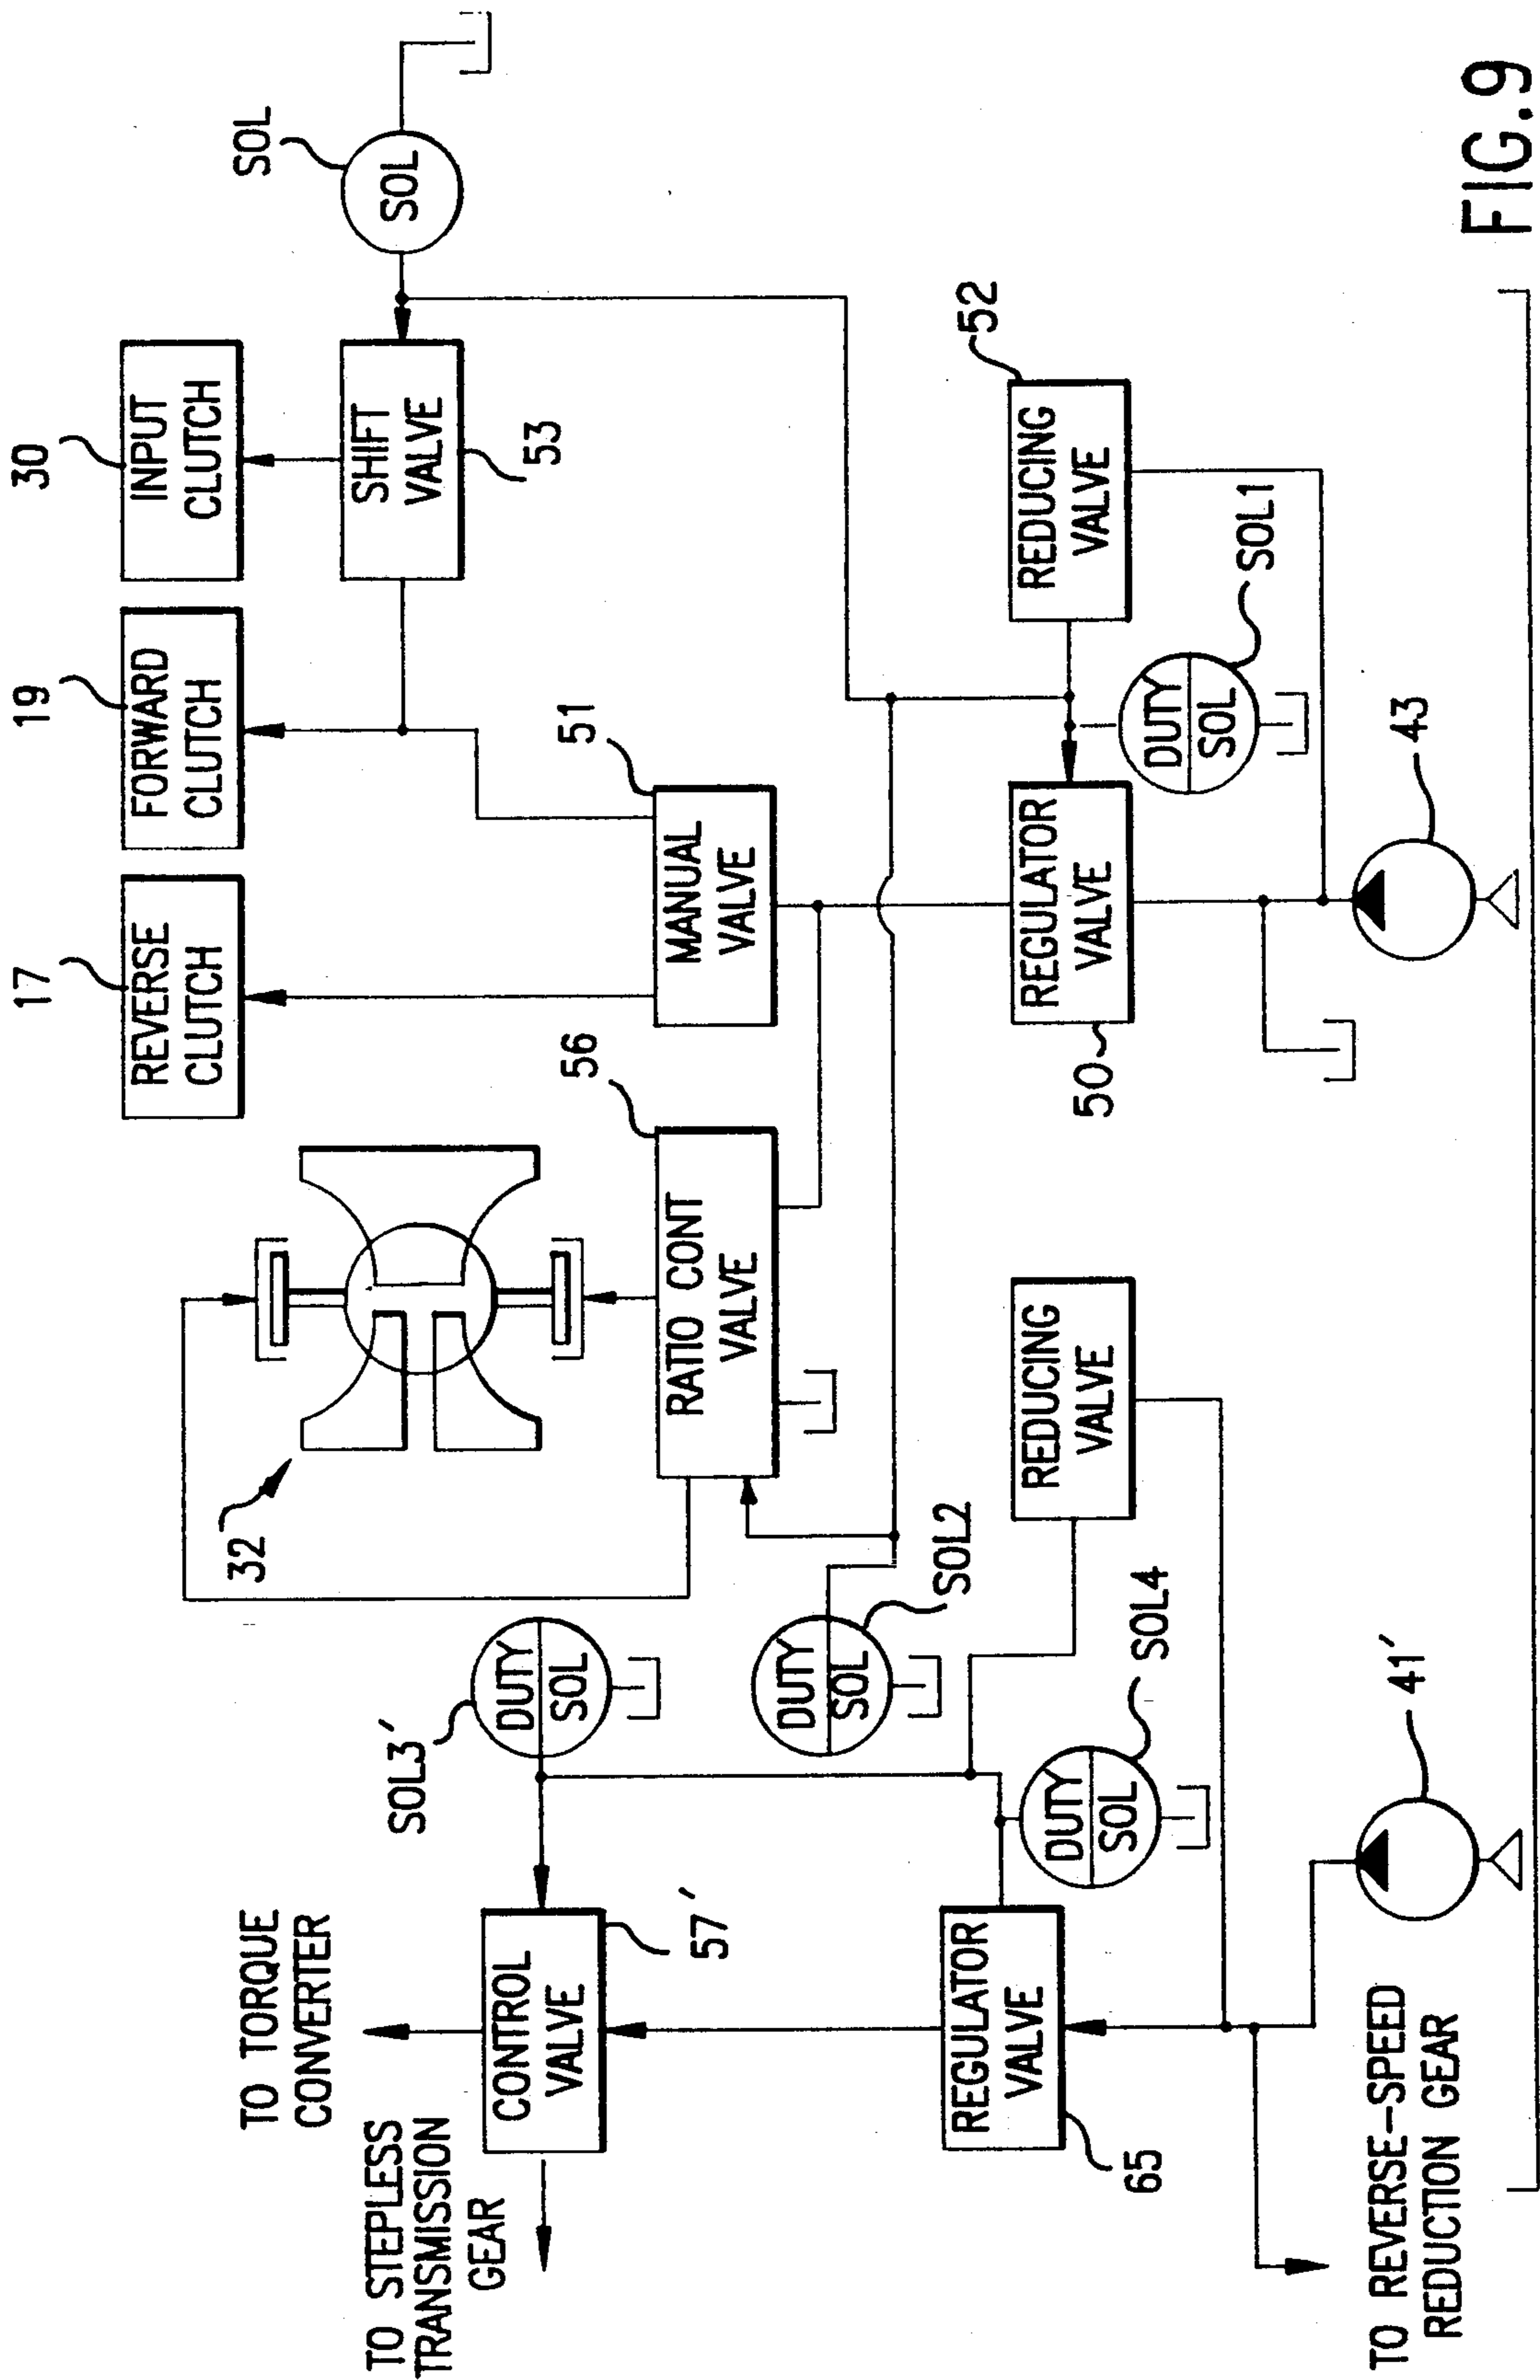 TO TORQUE
CONVERTER
TO STEPLESS
TRANSMISSION
GEAR
CONTROL
VALVE
57'
SOL3'
DUTY
SOL
32
RATIO CONT
VALVE
56
17
REVERSE
CLUTCH
19
FORWARD
CLUTCH
30
INPUT
CLUTCH
SHIFT
VALVE
53
SOL
SOL
MANUAL
VALVE
51
DUTY
SOL
SOL2
REGULATOR
VALVE
65
DUTY
SOL
SOL4
REDUCING
VALVE
REGULATOR
VALVE
50
REDUCING
VALVE
52
DUTY
SOL
SOL1
TO REVERSE-SPEED
REDUCTION GEAR
41'
43
FIG.9